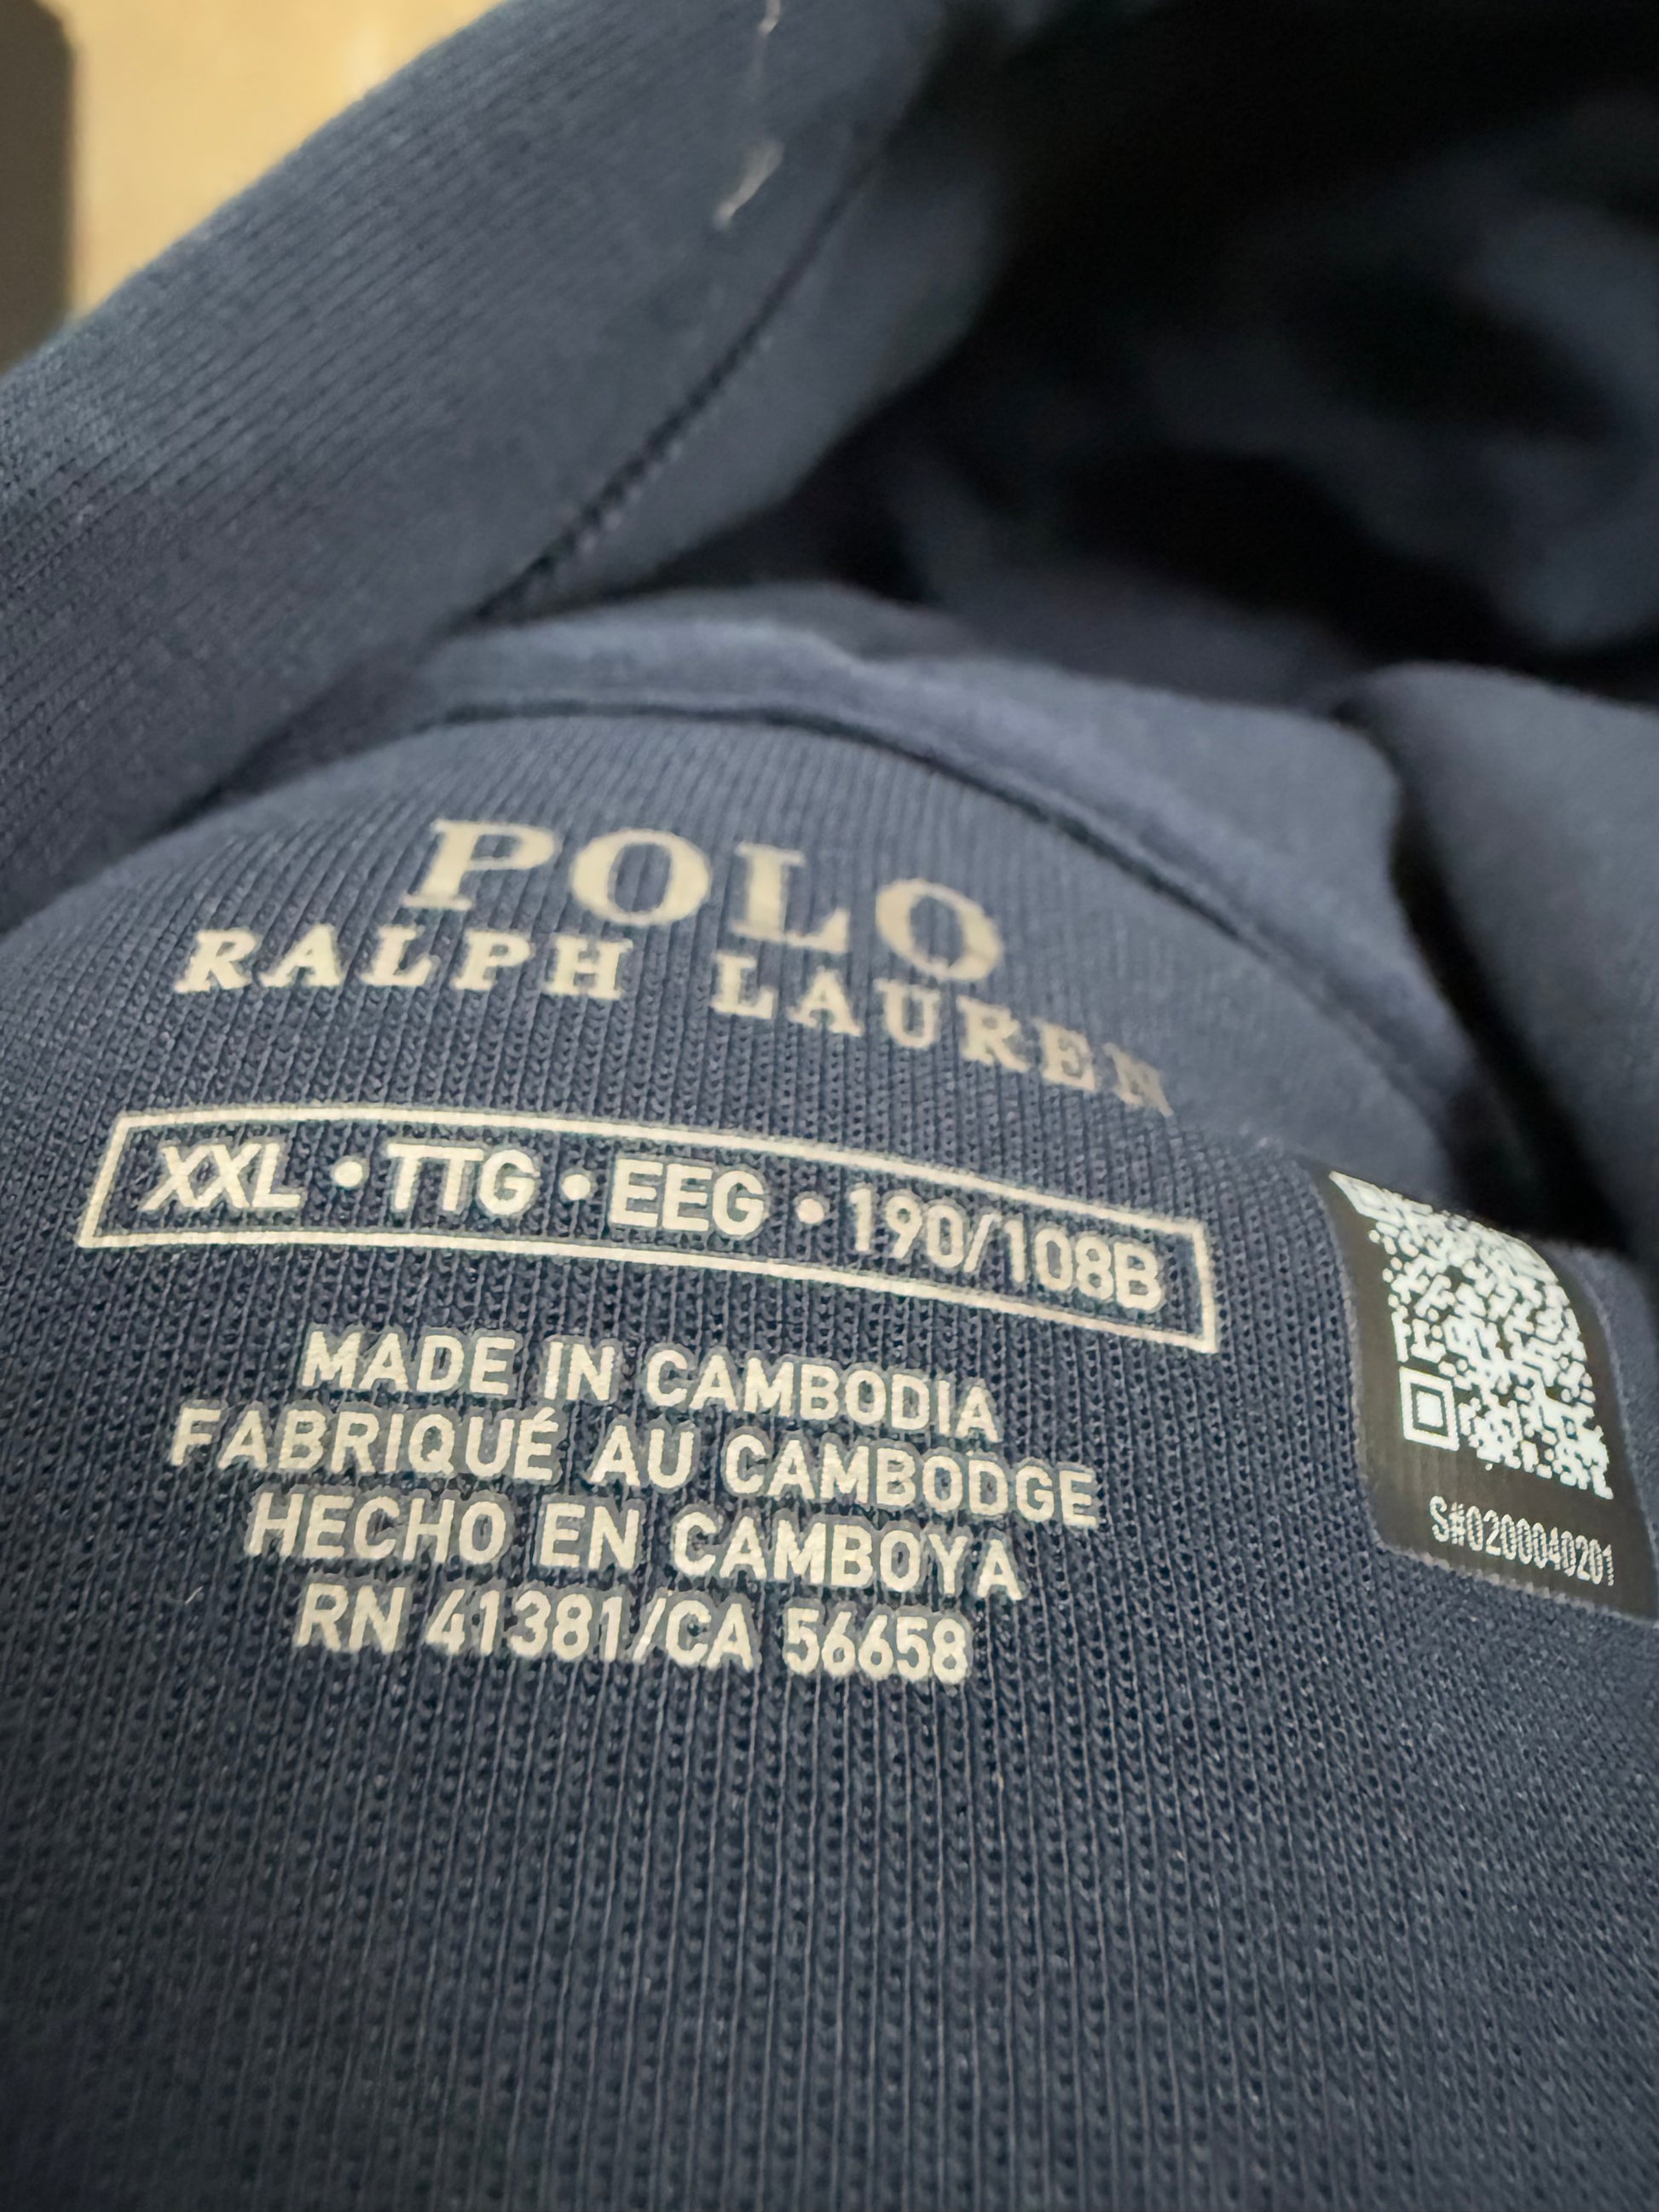 POLO
RALPH LAUREN
XXL • TTG • EEG • 190/108B
MADE IN CAMBODIA
FABRIQUÉ AU CAMBODGE
HECHO EN CAMBOYA
RN 41381/CA 56658
S#0200040201